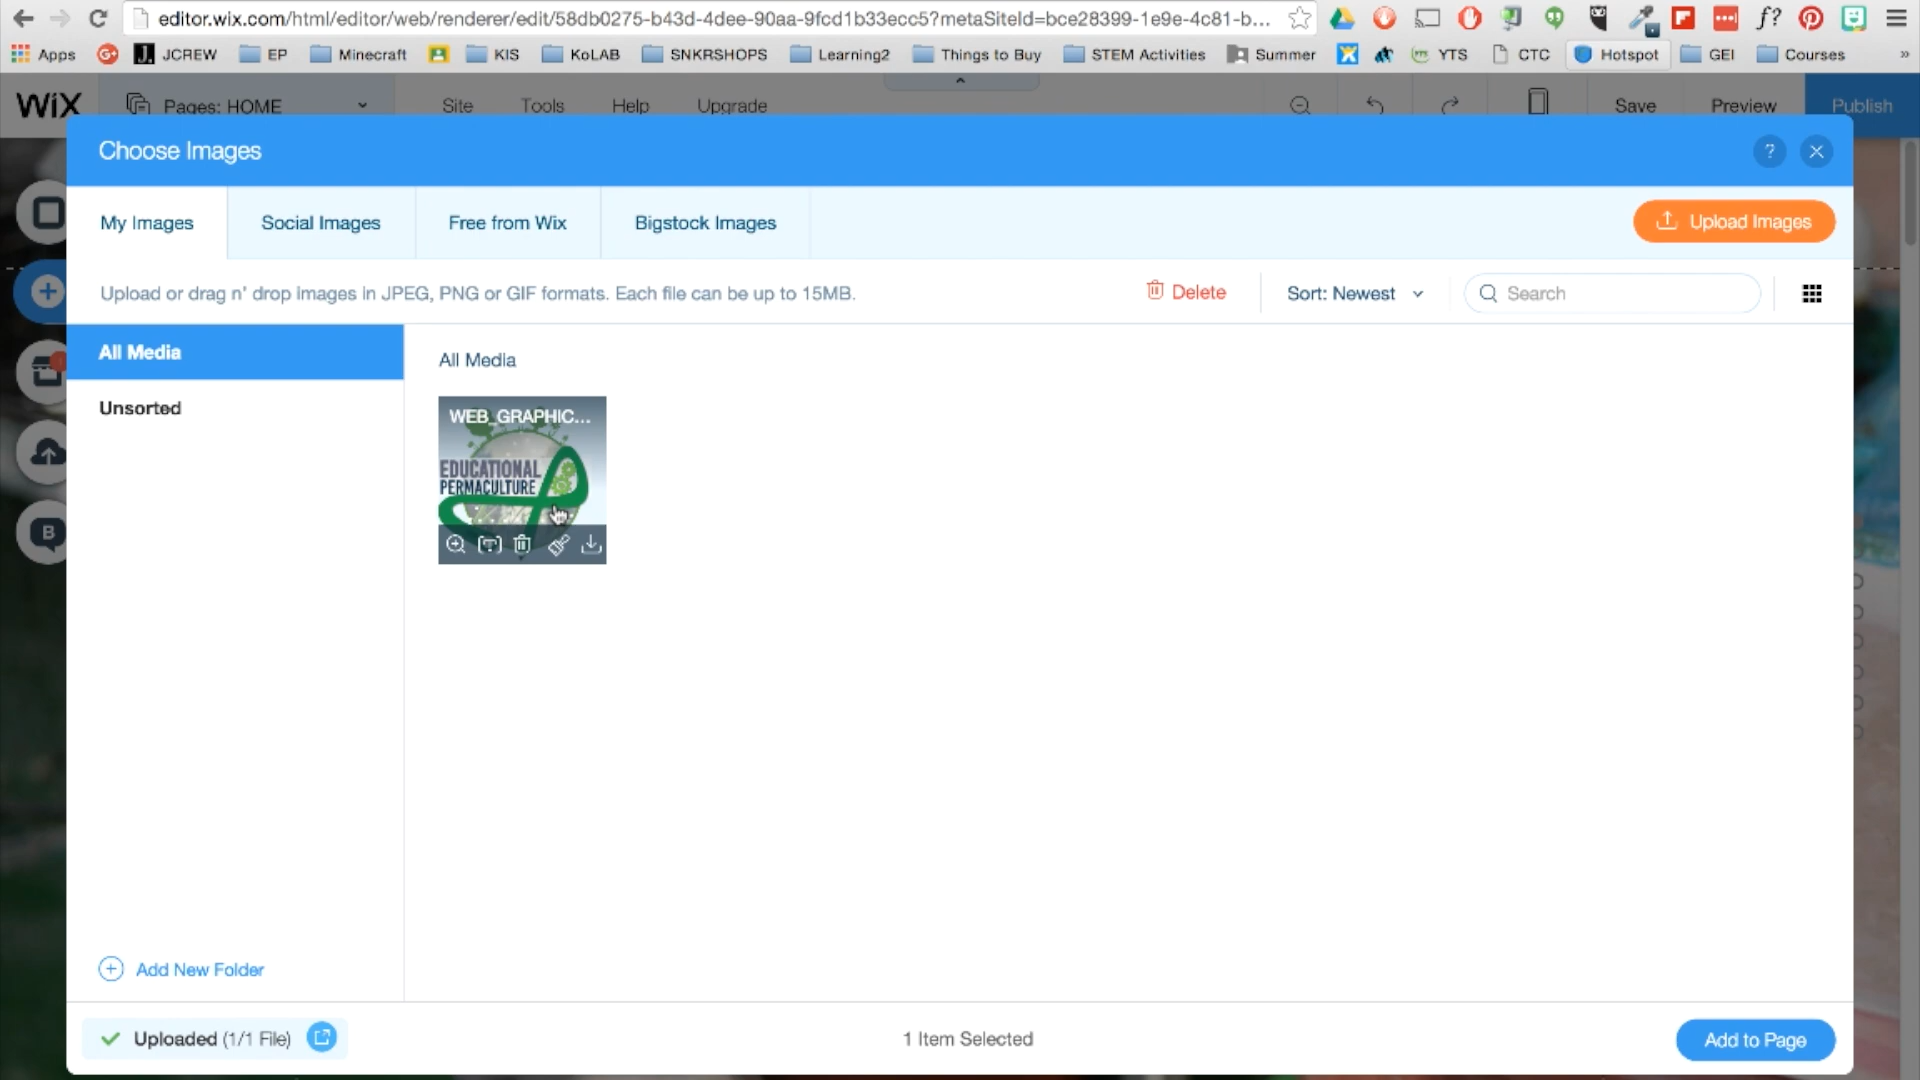 editor.wix.com/html/editor/web/renderer/edit/58db0275-b43d-4dee-90aa-9fcd1b33ecc5?metaSiteId=bce28399-1e9e-4c81-b...
f?
Apps
J.
JCREW
EP
Minecraft
KIS
KoLAB
SNKRSHOPS
Learning2
Things to Buy
STEM Activities
Summer
YTS
CTC
Hotspot
GEI
Courses
»
WiX
Pages: HOME
Site
Tools
Help
Upgrade
Save
Preview
Publish
Choose Images
?
My Images
Social Images
Free from Wix
Bigstock Images
Upload Images
Upload or drag n' drop images in JPEG, PNG or GIF formats. Each file can be up to 15MB.
Delete
Sort: Newest
Search
All Media
Unsorted
All Media
WEB_GRAPHIC...
EDUCATIONAL
PERMACULTURE
B
Add New Folder
Uploaded (1/1 File)
1 Item Selected
Add to Page